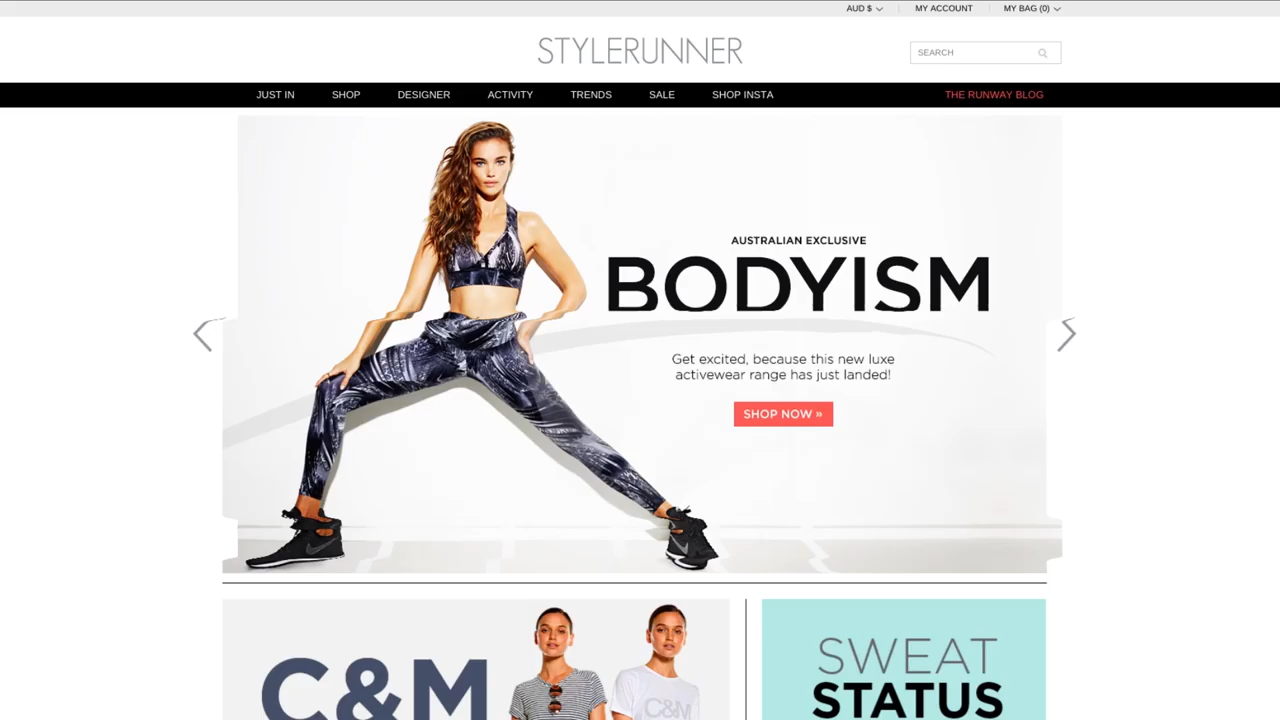 AUD $
MY ACCOUNT
MY BAG (0)
STYLERUNNER
SEARCH
JUST IN
SHOP
DESIGNER
ACTIVITY
TRENDS
SALE
SHOP INSTA
THE RUNWAY BLOG
AUSTRALIAN EXCLUSIVE
BODYISM
Get excited, because this new luxe
activewear range has just landed!
SHOP NOW »
C&M
C&M
SWEAT
STATUS